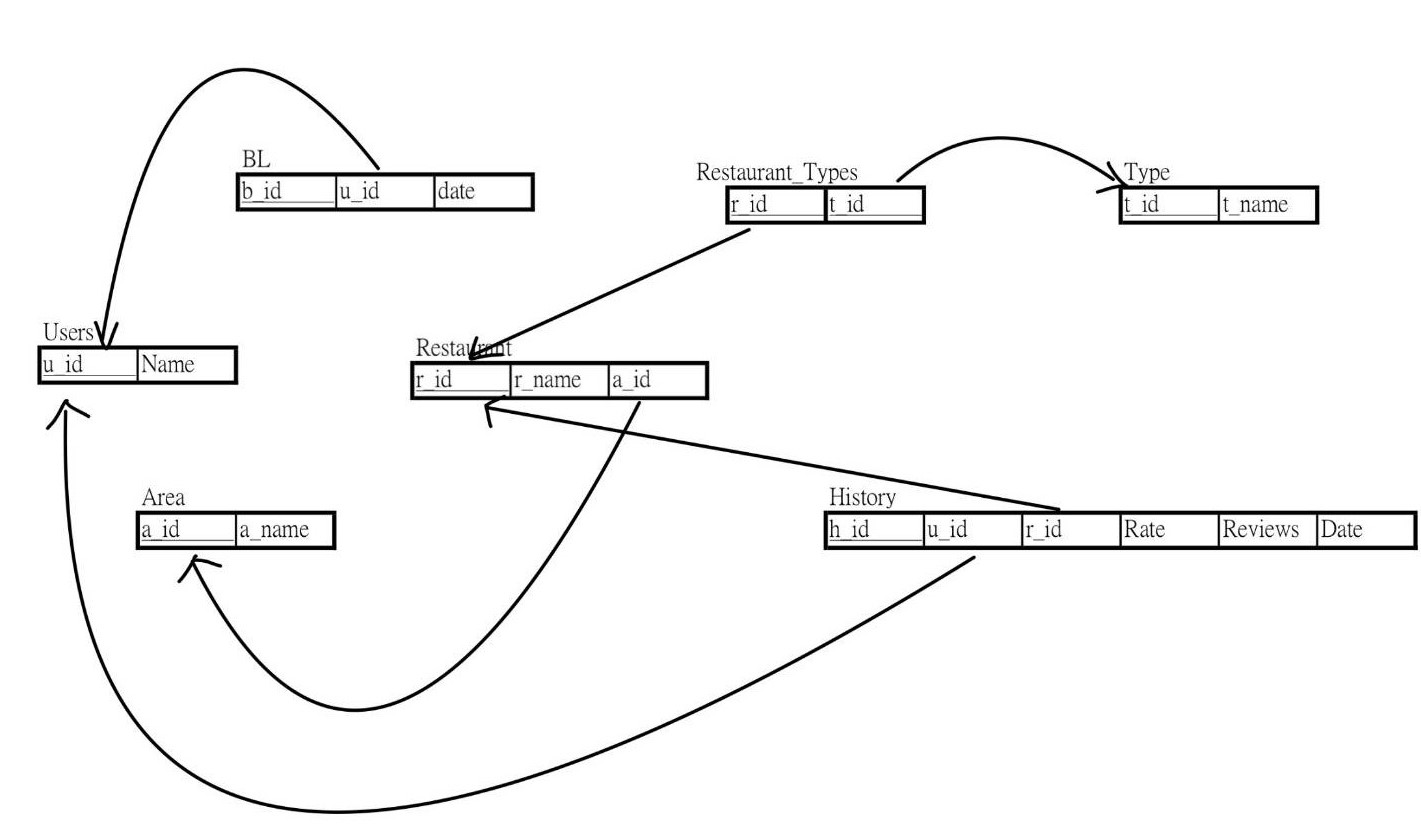 BL
b_id u_id date
Restaurant_Types
r_id t_id
Type
t_id t_name
Users
u_id Name
Restaurant
r_id r_name a_id
Area
a_id a_name
History
h_id u_id r_id Rate Reviews Date